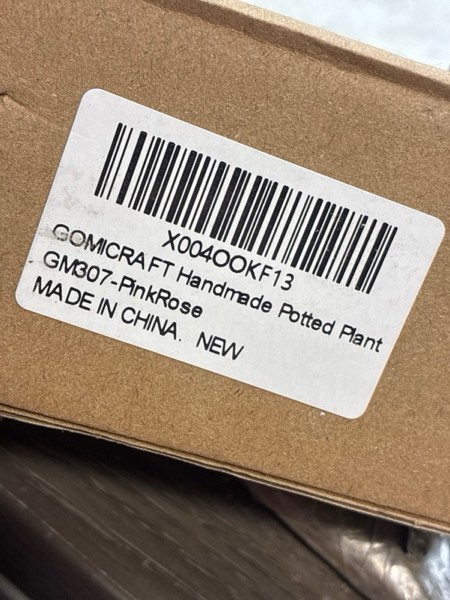 X004OOKF13
GOMICRAFT Handmade Potted Plant
GM307-PinkRose
MADE IN CHINA. NEW